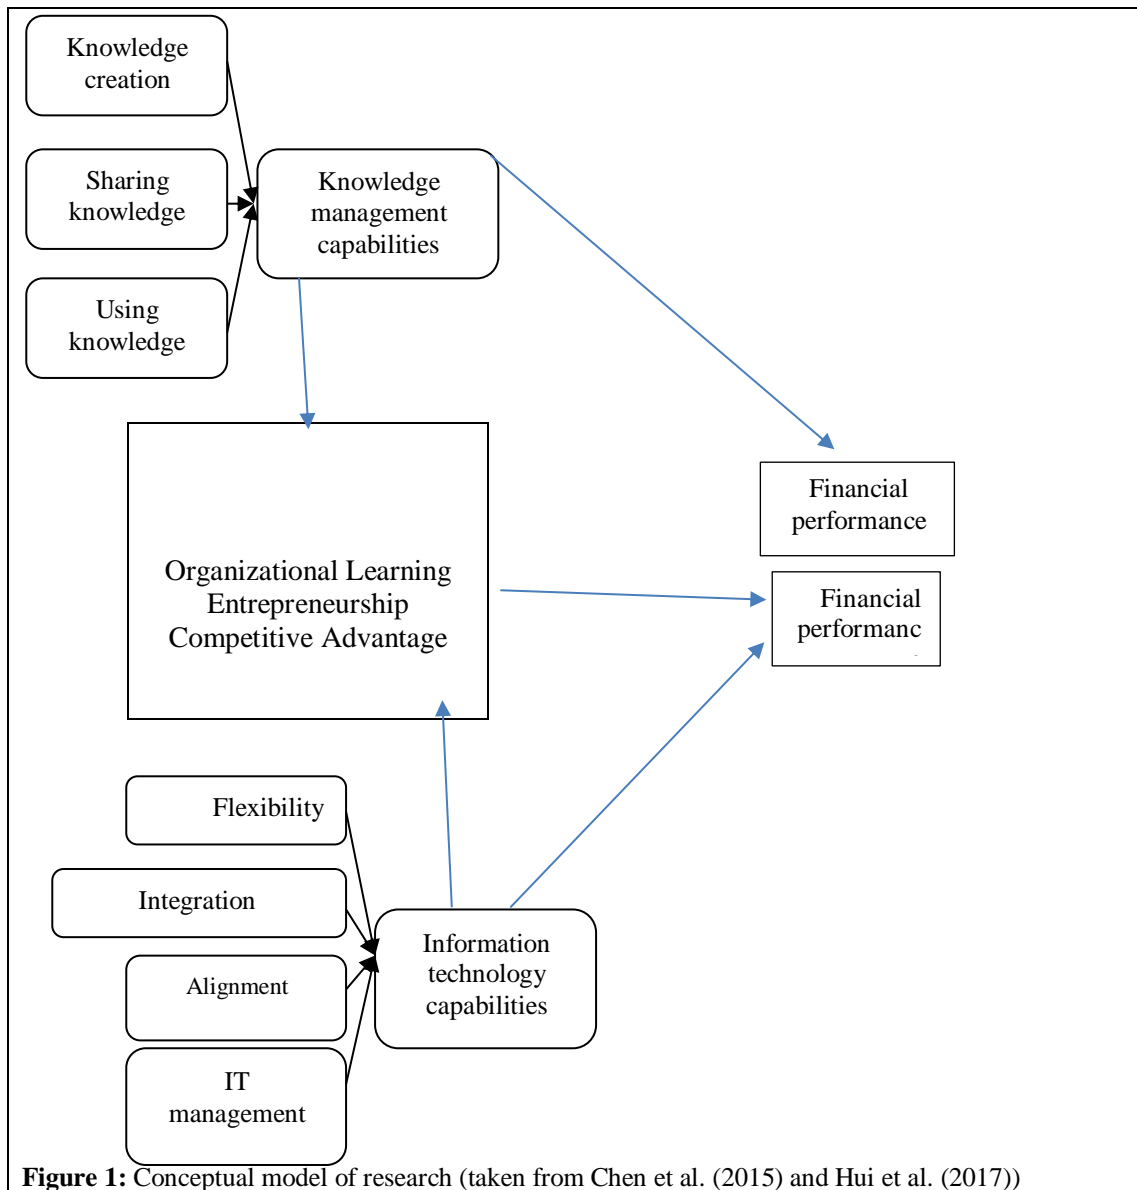 Knowledge
creation
Sharing
knowledge
Using
knowledge
Knowledge
management
capabilities
Organizational Learning
Entrepreneurship
Competitive Advantage
Financial
performance
Financial
performanc
Flexibility
Integration
Alignment
IT
management
Information
technology
capabilities
Figure 1: Conceptual model of research (taken from Chen et al. (2015) and Hui et al. (2017))